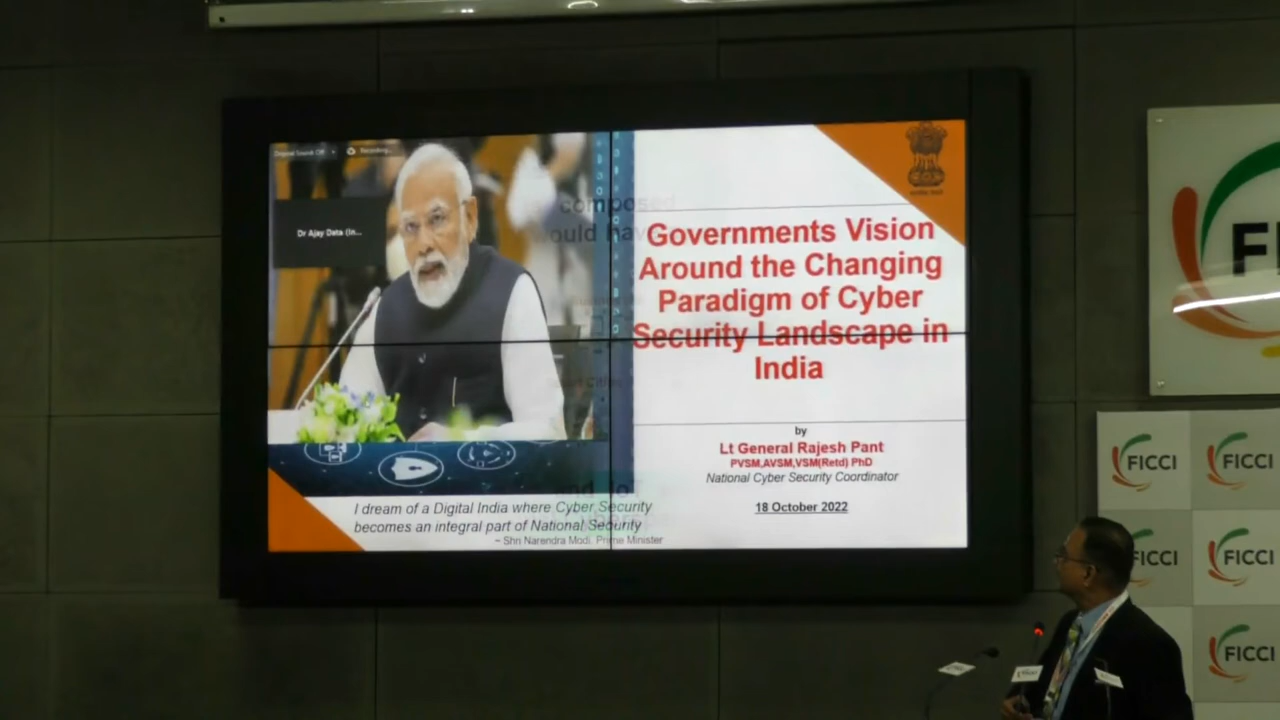 Original Sound Off
Recording...
Dr Ajay Data (In...
composed
ould hav
Governments Vision
Around the Changing
Paradigm of Cyber
Security Landscape in
India
by
Lt General Rajesh Pant
PVSM,AVSM,VSM(Retd) PhD
National Cyber Security Coordinator
18 October 2022
I dream of a Digital India where Cyber Security
becomes an integral part of National Security
~ Shri Narendra Modi, Prime Minister
and IoT
FICCI
FICCI
FICCI
FICCI
FICCI
FICCI